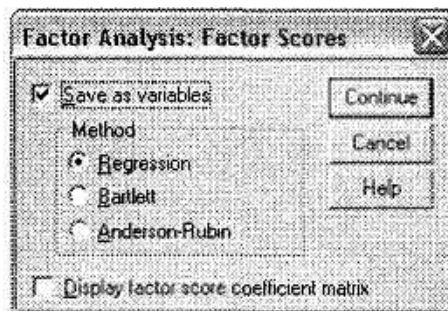 Factor Analysis: Factor Scores
Save as variables
Continue
Method
Cancel
Regression
Help
Bartlett
Anderson-Rubin
Display factor score coefficient matrix